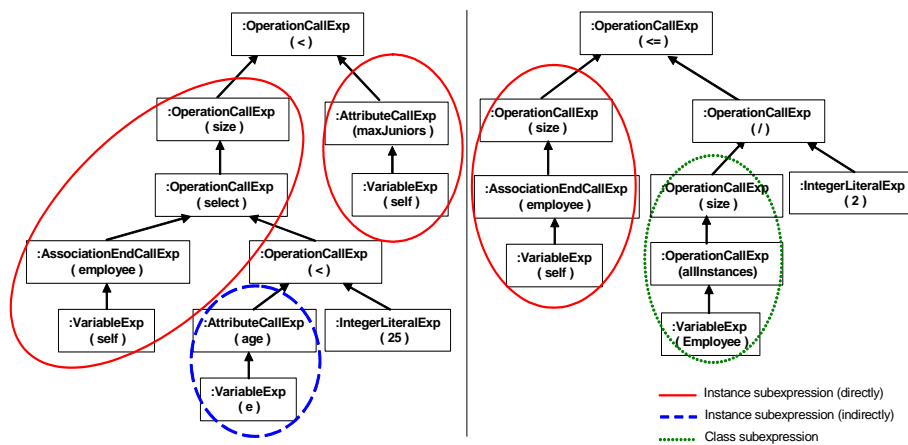 :OperationCallExp
( < )
:OperationCallExp
( size )
:AttributeCallExp
(maxJuniors )
:OperationCallExp
( select )
:VariableExp
( self )
:AssociationEndCallExp
( employee )
:OperationCallExp
( < )
:VariableExp
( self )
:AttributeCallExp
( age )
:IntegerLiteralExp
( 25 )
:VariableExp
( e )
:OperationCallExp
( <= )
:OperationCallExp
( size )
:OperationCallExp
( / )
:AssociationEndCallExp
( employee )
:OperationCallExp
( size )
:IntegerLiteralExp
( 2 )
:VariableExp
( self )
:OperationCallExp
(allInstances)
:VariableExp
( Employee )
Instance subexpression (directly)
Instance subexpression (indirectly)
Class subexpression